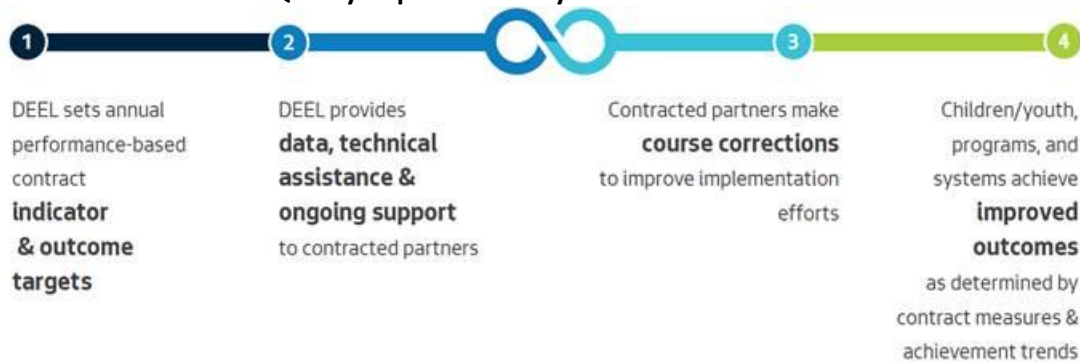 1
2
3
4
DEEL sets annual
performance-based
contract
indicator
& outcome
targets
DEEL provides
data, technical
assistance &
ongoing support
to contracted partners
Contracted partners make
course corrections
to improve implementation
efforts
Children/youth,
programs, and
systems achieve
improved
outcomes
as determined by
contract measures &
achievement trends